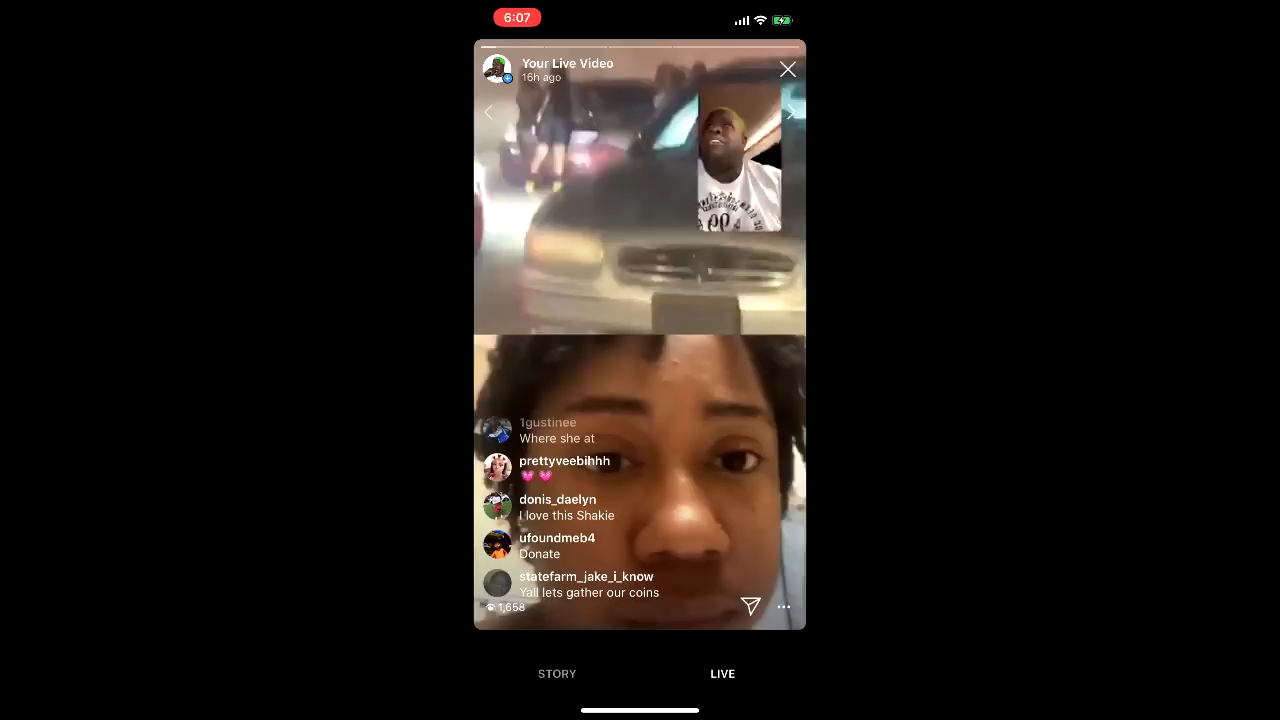 6:07
Your Live Video
16h ago
1gustinee
Where she at
prettyveebihhh
donis_daelyn
I love this Shakie
ufoundmeb4
Donate
statefarm_jake_i_know
Yall lets gather our coins
1,658
STORY
LIVE